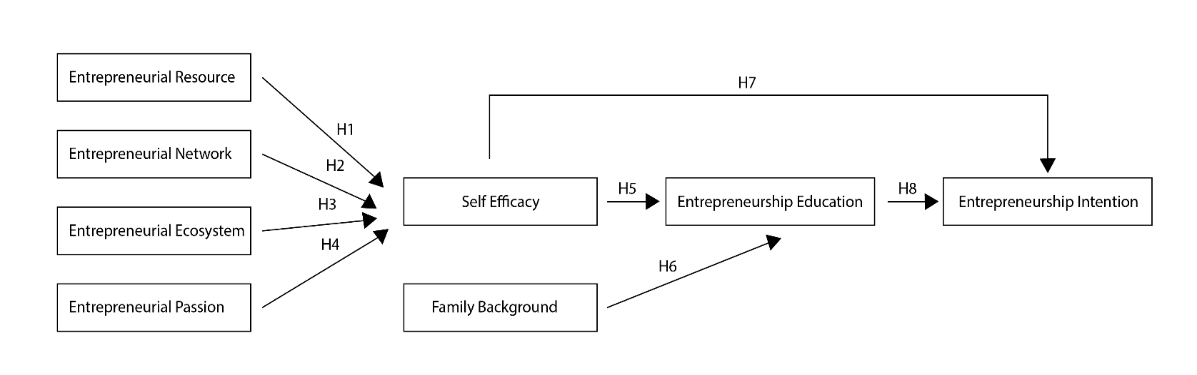 H7
Entrepreneurial Resource
H1
Entrepreneurial Network
H2
H3
Entrepreneurial Ecosystem
H4
Entrepreneurial Passion
Self Efficacy
H5
Entrepreneurship Education
H8
Entrepreneurship Intention
H6
Family Background